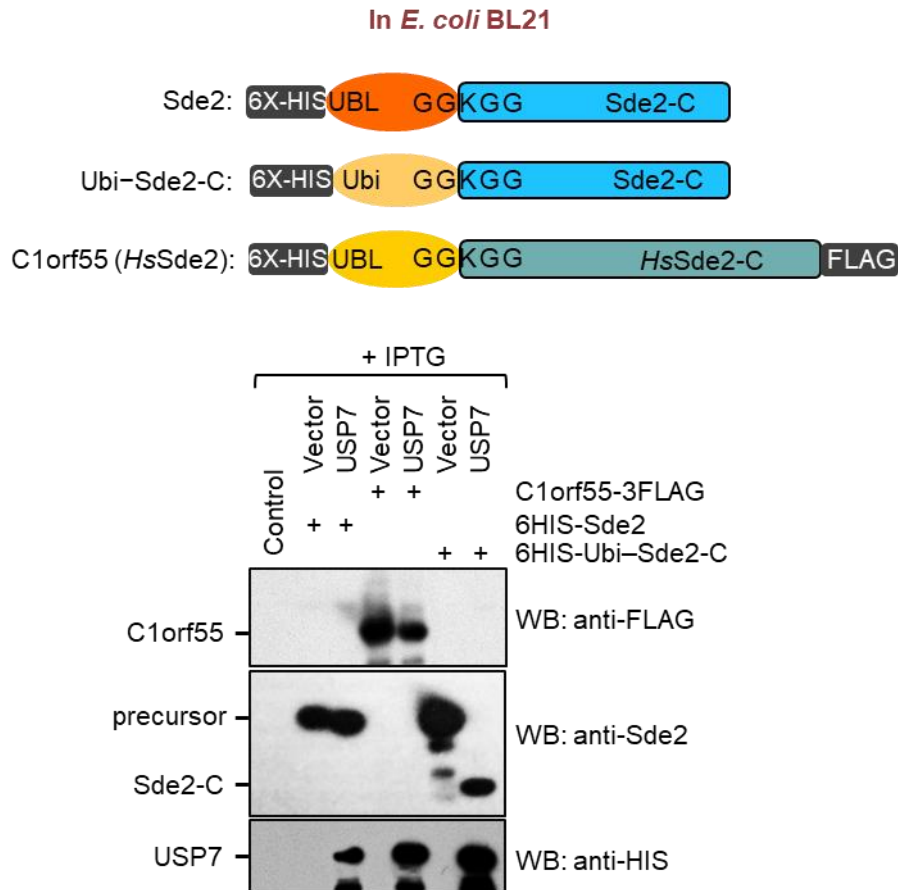 In E. coli BL21
Sde2: 6X-HIS UBL GG KGG Sde2-C
Ubi–Sde2-C: 6X-HIS Ubi GG KGG Sde2-C
C1orf55 (HsSde2): 6X-HIS UBL GG KGG HsSde2-C FLAG
+ IPTG
Control Vector USP7 Vector USP7 Vector USP7
+ + C1orf55-3FLAG
+ + 6HIS-Sde2
+ + 6HIS-Ubi–Sde2-C
C1orf55 WB: anti-FLAG
precursor WB: anti-Sde2
Sde2-C
USP7 WB: anti-HIS